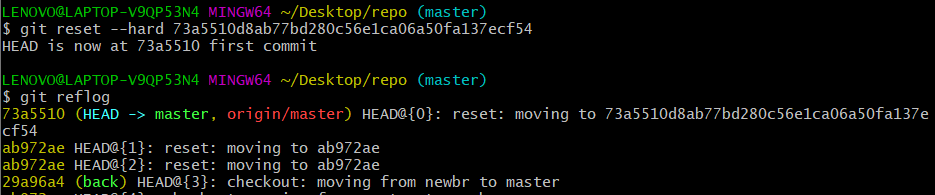 LENOVO@LAPTOP-V9QP53N4 MINGW64 ~/Desktop/repo (master)
$ git reset --hard 73a5510d8ab77bd280c56e1ca06a50fa137ecf54
HEAD is now at 73a5510 first commit
LENOVO@LAPTOP-V9QP53N4 MINGW64 ~/Desktop/repo (master)
$ git reflog
73a5510 (HEAD -> master, origin/master) HEAD@{0}: reset: moving to 73a5510d8ab77bd280c56e1ca06a50fa137e
cf54
ab972ae HEAD@{1}: reset: moving to ab972ae
ab972ae HEAD@{2}: reset: moving to ab972ae
29a96a4 (back) HEAD@{3}: checkout: moving from newbr to master